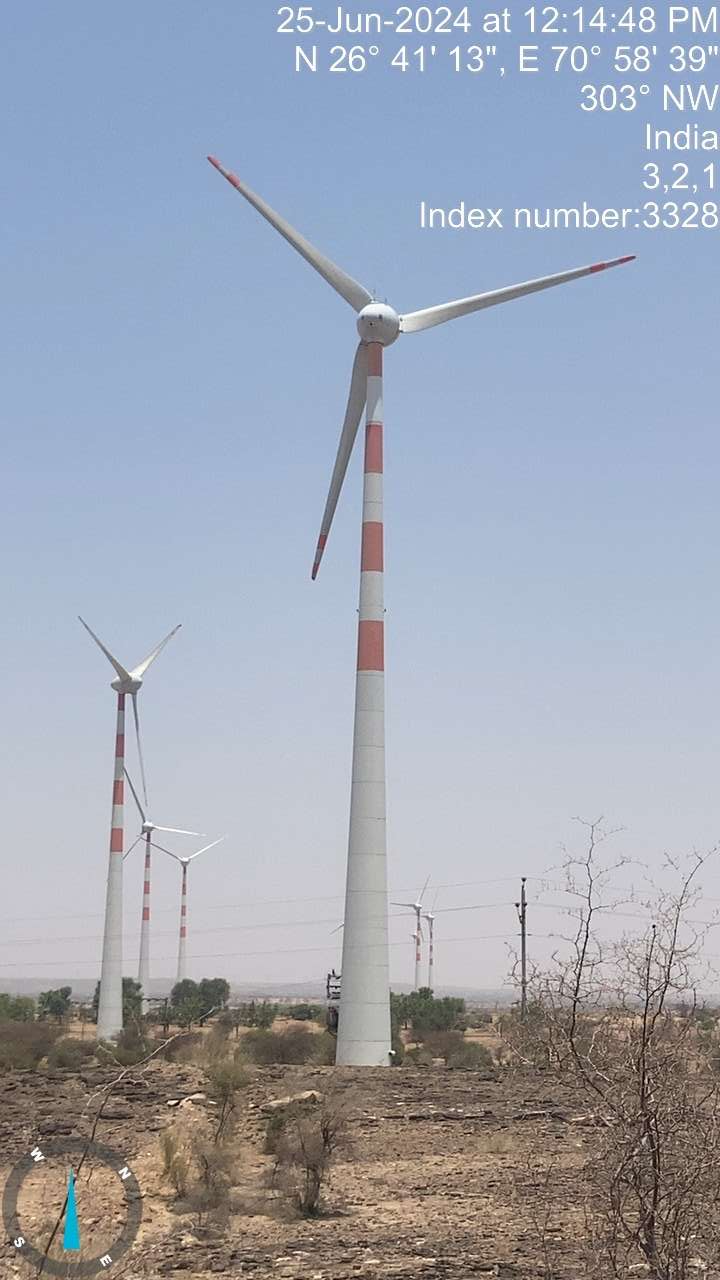 25-Jun-2024 at 12:14:48 PM
N 26° 41' 13", E 70° 58' 39"
303° NW
India
3,2,1
Index number:3328
W
N
S
E